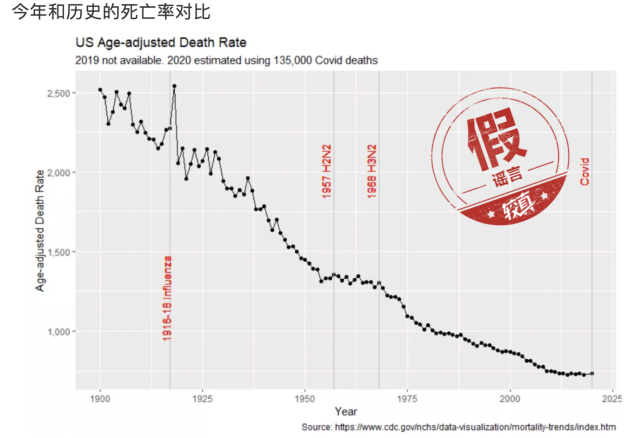 今年和历史的死亡率对比
US Age-adjusted Death Rate
2019 not available. 2020 estimated using 135,000 Covid deaths
2,500
2,000
1,500
1,000
Age-adjusted Death Rate
1916-18 Influenza
1957 H2N2
1968 H3N2
Covid
假
谣言
较真
1900
1925
1950
1975
2000
2025
Year
Source: https://www.cdc.gov/nchs/data-visualization/mortality-trends/index.htm